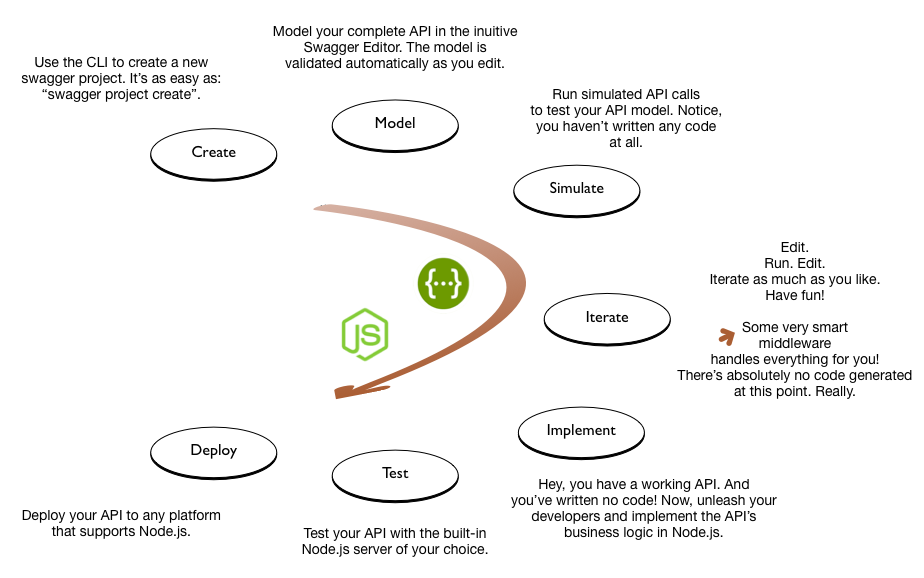 Use the CLI to create a new
swagger project. It's as easy as:
“swagger project create”.
Create
Model your complete API in the inuitive
Swagger Editor. The model is
validated automatically as you edit.
Model
Run simulated API calls
to test your API model. Notice,
you haven't written any code
at all.
Simulate
Edit.
Run. Edit.
Iterate as much as you like.
Have fun!
Iterate
Some very smart
middleware
handles everything for you!
There's absolutely no code generated
at this point. Really.
{···}
JS
Implement
Hey, you have a working API. And
you've written no code! Now, unleash your
developers and implement the API's
business logic in Node.js.
Test
Test your API with the built-in
Node.js server of your choice.
Deploy
Deploy your API to any platform
that supports Node.js.